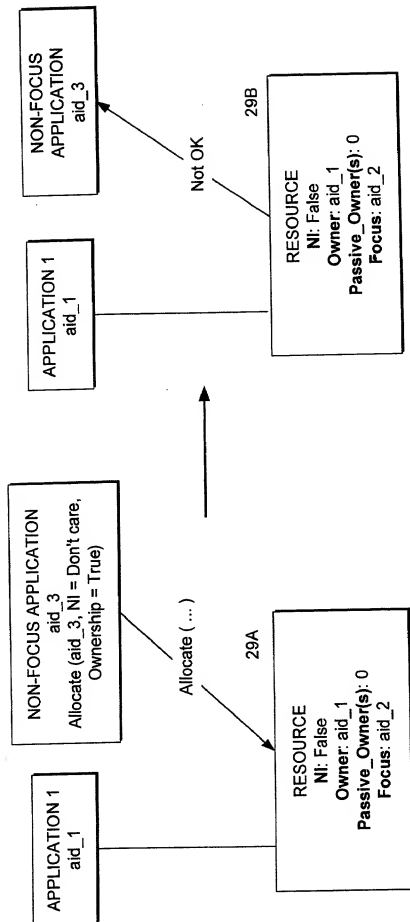 APPLICATION 1
aid_1
NON-FOCUS APPLICATION
aid_3
Allocate (aid_3, NI = Don't care,
Ownership = True)
Allocate ( ... )
29A
RESOURCE
NI: False
Owner: aid_1
Passive_Owner(s): 0
Focus: aid_2
APPLICATION 1
aid_1
NON-FOCUS
APPLICATION
aid_3
Not OK
29B
RESOURCE
NI: False
Owner: aid_1
Passive_Owner(s): 0
Focus: aid_2